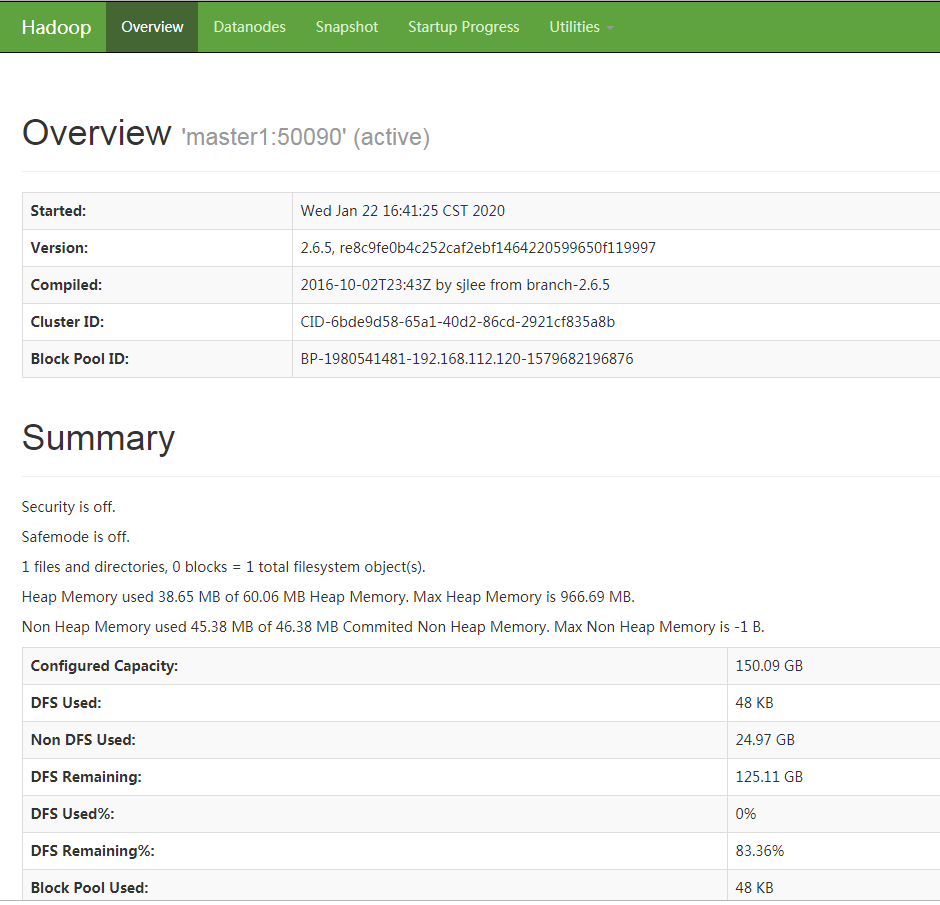 Hadoop Overview Datanodes Snapshot Startup Progress Utilities
Overview 'master1:50090' (active)
Started: Wed Jan 22 16:41:25 CST 2020
Version: 2.6.5, re8c9fe0b4c252caf2ebf1464220599650f119997
Compiled: 2016-10-02T23:43Z by sjlee from branch-2.6.5
Cluster ID: CID-6bde9d58-65a1-40d2-86cd-2921cf835a8b
Block Pool ID: BP-1980541481-192.168.112.120-1579682196876
Summary
Security is off.
Safemode is off.
1 files and directories, 0 blocks = 1 total filesystem object(s).
Heap Memory used 38.65 MB of 60.06 MB Heap Memory. Max Heap Memory is 966.69 MB.
Non Heap Memory used 45.38 MB of 46.38 MB Commited Non Heap Memory. Max Non Heap Memory is -1 B.
Configured Capacity: 150.09 GB
DFS Used: 48 KB
Non DFS Used: 24.97 GB
DFS Remaining: 125.11 GB
DFS Used%: 0%
DFS Remaining%: 83.36%
Block Pool Used: 48 KB